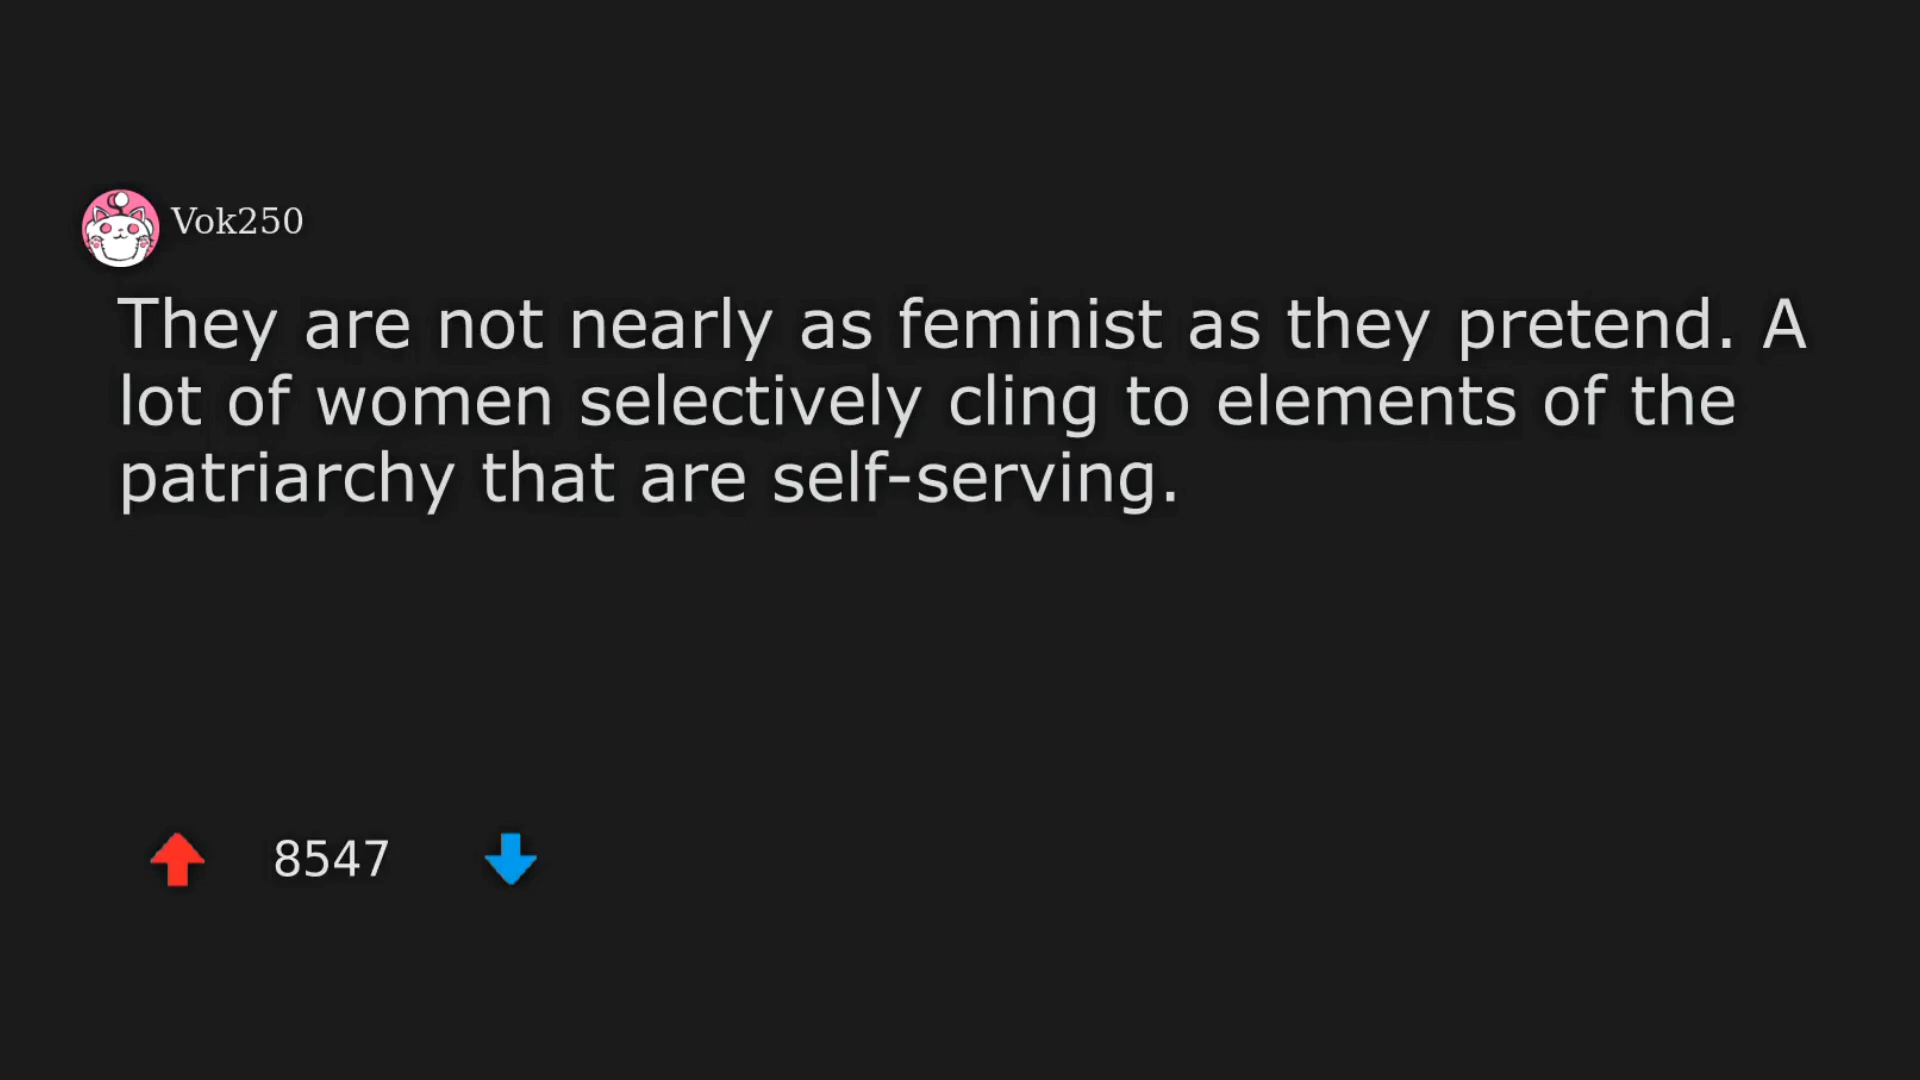 Vok250
They are not nearly as feminist as they pretend. A
lot of women selectively cling to elements of the
patriarchy that are self-serving.
8547